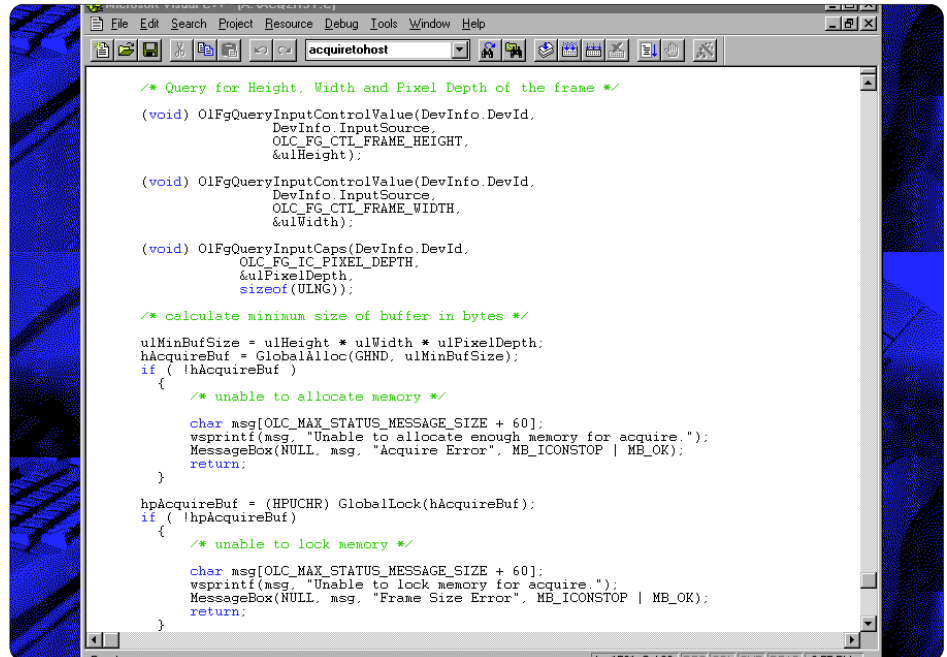 Microsoft Visual C++ - [A:\ACQ2HST.C]
File Edit Search Project Resource Debug Tools Window Help
acquiretohost
/* Query for Height, Width and Pixel Depth of the frame */
(void) OlFgQueryInputControlValue(DevInfo.DevId,
DevInfo.InputSource,
OLC_FG_CTL_FRAME_HEIGHT,
&ulHeight);
(void) OlFgQueryInputControlValue(DevInfo.DevId,
DevInfo.InputSource,
OLC_FG_CTL_FRAME_WIDTH,
&ulWidth);
(void) OlFgQueryInputCaps(DevInfo.DevId,
OLC_FG_IC_PIXEL_DEPTH,
&ulPixelDepth,
sizeof(ULNG));
/* calculate minimum size of buffer in bytes */
ulMinBufSize = ulHeight * ulWidth * ulPixelDepth;
hAcquireBuf = GlobalAlloc(GHND, ulMinBufSize);
if ( !hAcquireBuf )
{
/* unable to allocate memory */
char msg[OLC_MAX_STATUS_MESSAGE_SIZE + 60];
wsprintf(msg, "Unable to allocate enough memory for acquire.");
MessageBox(NULL, msg, "Acquire Error", MB_ICONSTOP | MB_OK);
return;
}
hpAcquireBuf = (HPUCHR) GlobalLock(hAcquireBuf);
if ( !hpAcquireBuf)
{
/* unable to lock memory */
char msg[OLC_MAX_STATUS_MESSAGE_SIZE + 60];
wsprintf(msg, "Unable to lock memory for acquire.");
MessageBox(NULL, msg, "Frame Size Error", MB_ICONSTOP | MB_OK);
return;
}